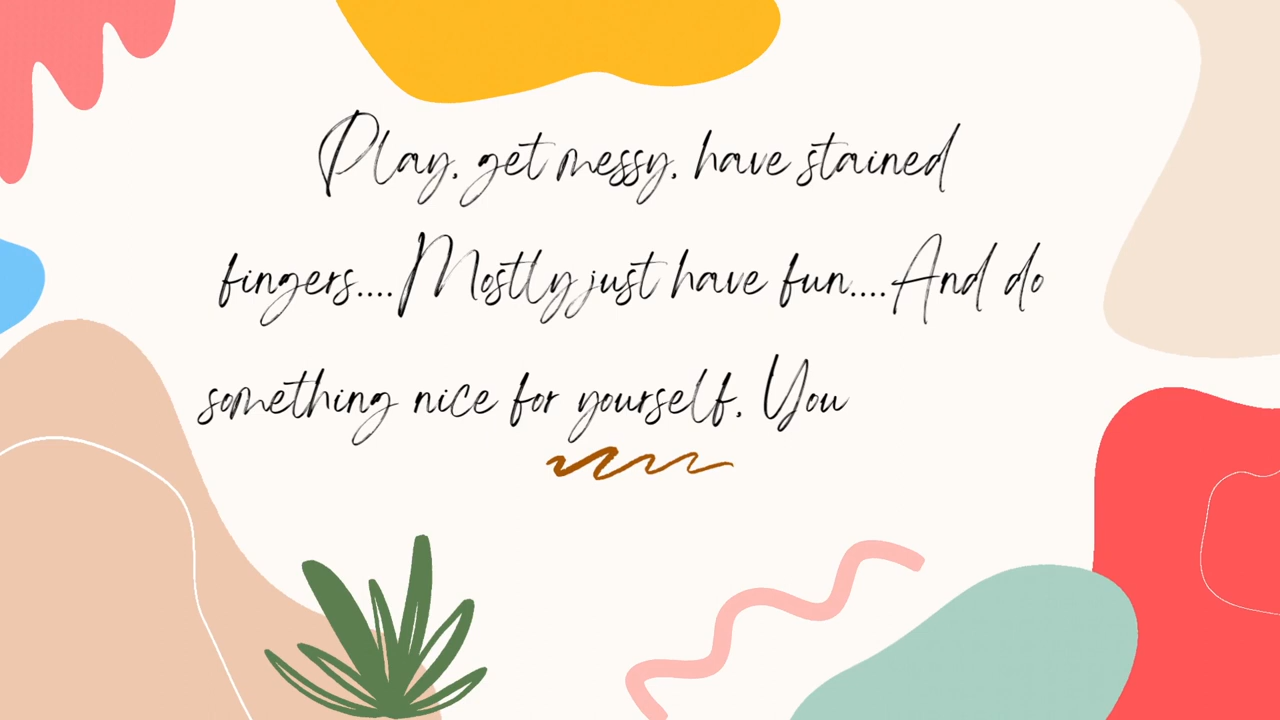 Play, get messy, have stained
fingers....Mostly just have fun....And do
something nice for yourself. You